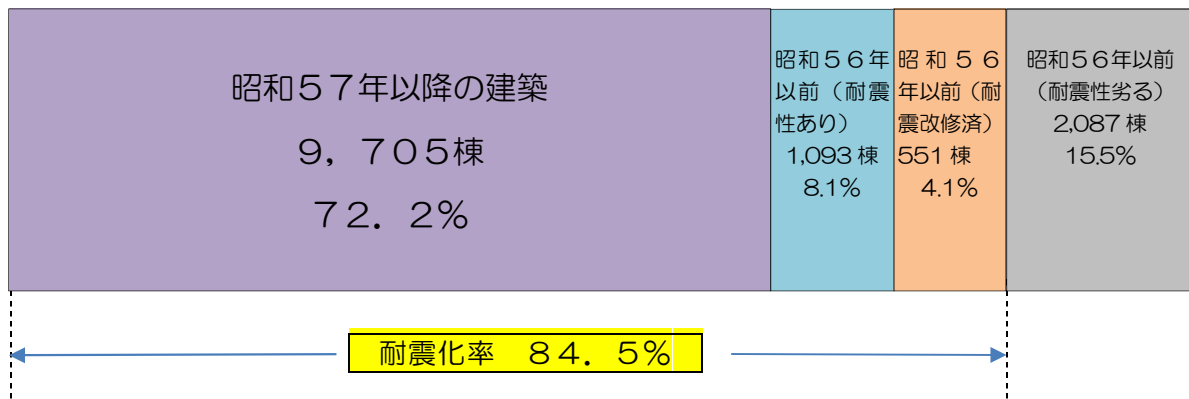 昭和５７年以降の建築
９，７０５棟
７２．２％
昭和５６年
以前（耐震
性あり）
1,093 棟
8.1%
昭和５６
年以前（耐
震改修済）
551 棟
4.1%
昭和５６年以前
（耐震性劣る）
2,087 棟
15.5%
耐震化率　８４．５％